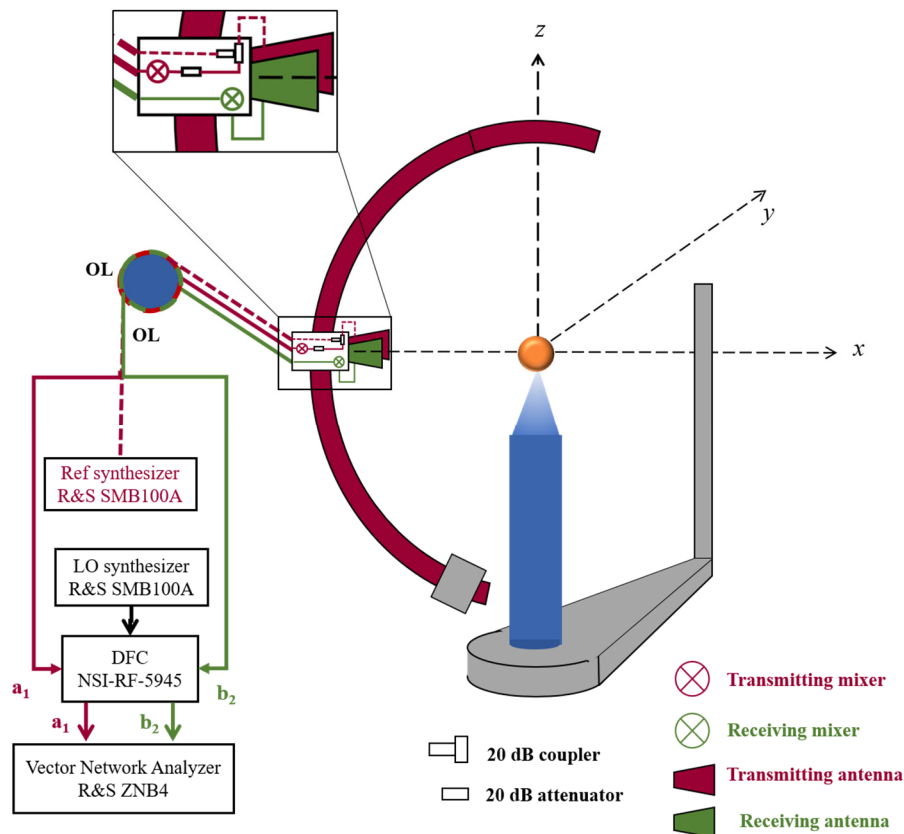 z
y
x
OL
OL
Ref synthesizer
R&S SMB100A
LO synthesizer
R&S SMB100A
DFC
NSI-RF-5945
a1
b2
a1
b2
Vector Network Analyzer
R&S ZNB4
20 dB coupler
20 dB attenuator
Transmitting mixer
Receiving mixer
Transmitting antenna
Receiving antenna